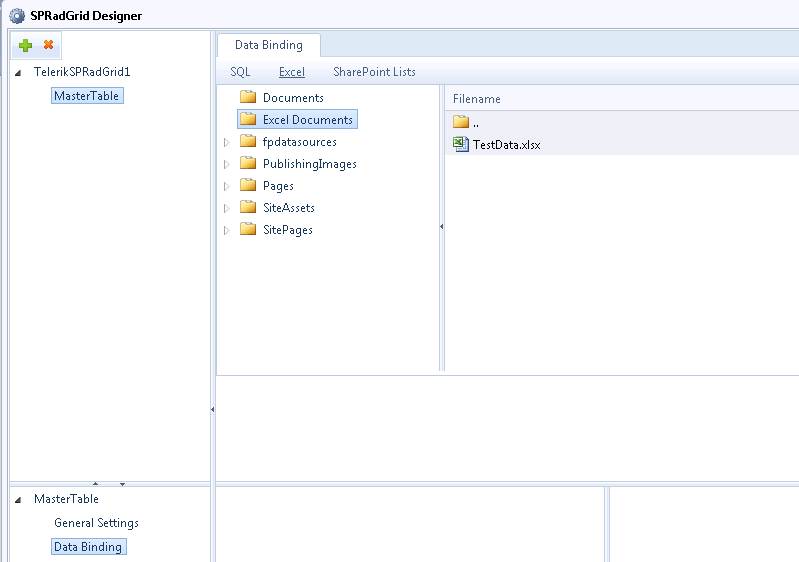 SPRadGrid Designer
TelerikSPRadGrid1
MasterTable
Data Binding
SQL Excel SharePoint Lists
Documents
Excel Documents
fpdatasources
PublishingImages
Pages
SiteAssets
SitePages
Filename
..
TestData.xlsx
MasterTable
General Settings
Data Binding